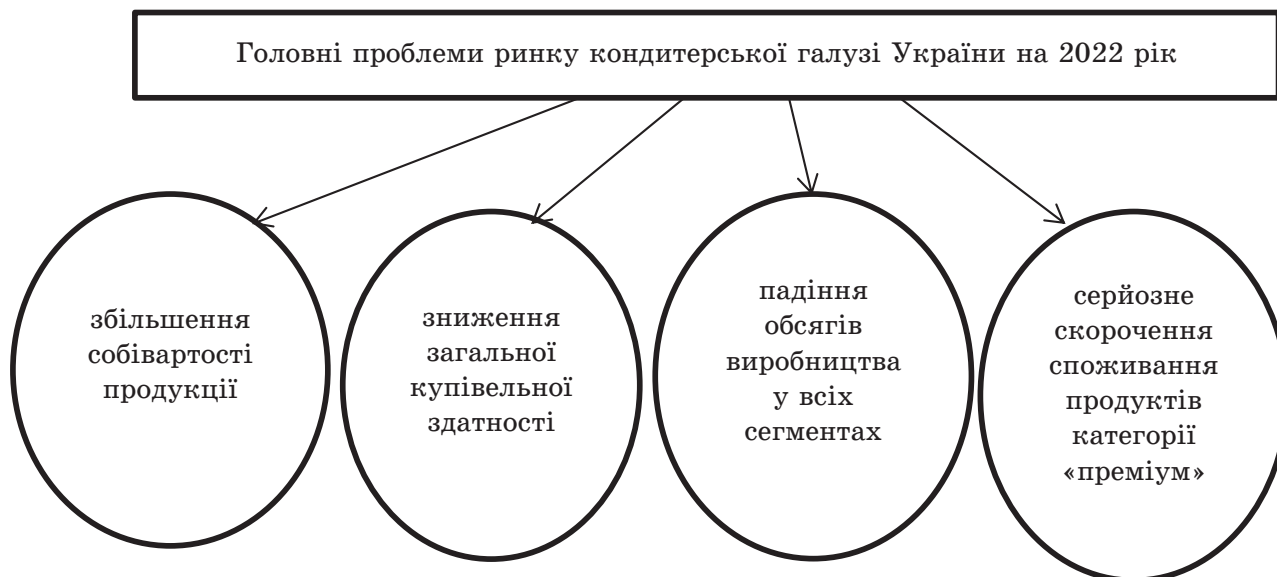 Головні проблеми ринку кондитерської галузі України на 2022 рік
збільшення
собівартості
продукції
зниження
загальної
купівельної
здатності
падіння
обсягів
виробництва
у всіх
сегментах
серйозне
скорочення
споживання
продуктів
категорії
«преміум»